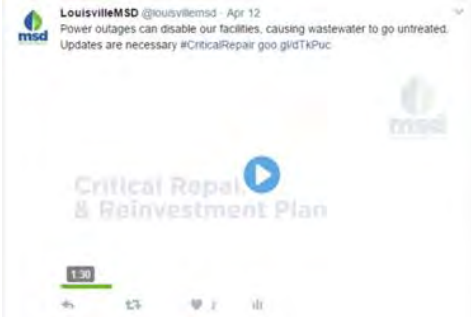 LouisvilleMSD @louisvillemsd · Apr 12
msd
Power outages can disable our facilities, causing wastewater to go untreated.
Updates are necessary #CriticalRepair goo.gl/dTkPuc
msd
Critical Repair
& Reinvestment Plan
1:30
2